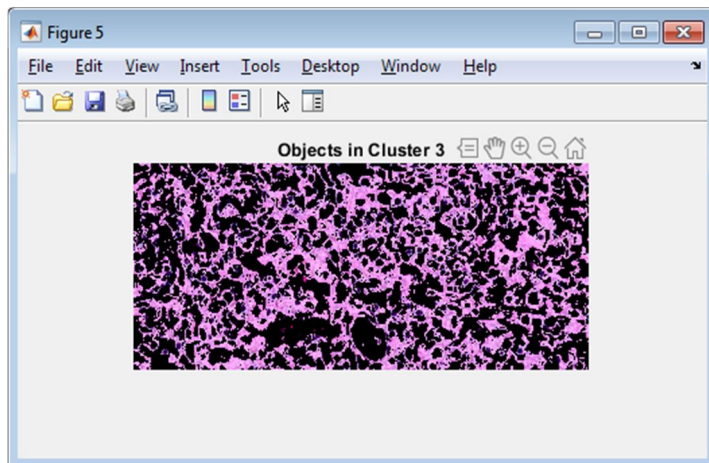 Figure 5
File Edit View Insert Tools Desktop Window Help
Objects in Cluster 3